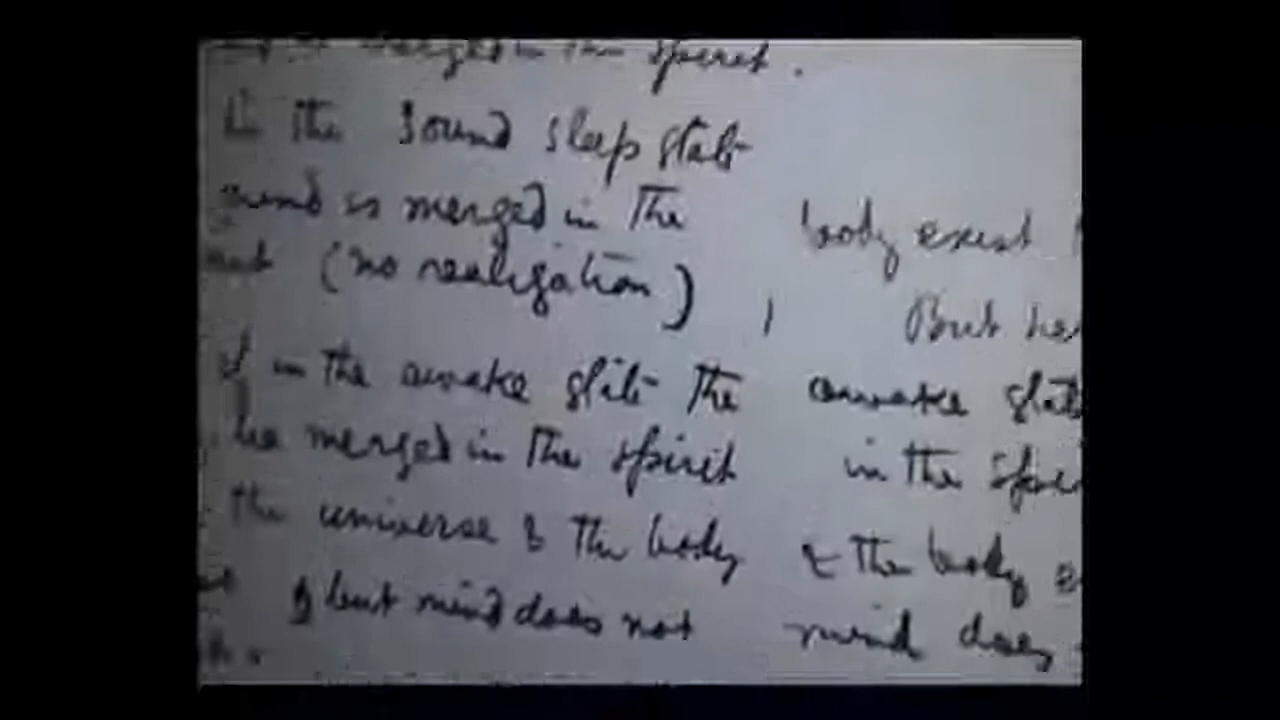 merged in the spirit.
In the Sound sleep state
mind is merged in the
(no realization)
in the awake state the
be merged in the spirit
the universe & the body
but mind does not
body exist
But
awake state
in the
& the body
mind does